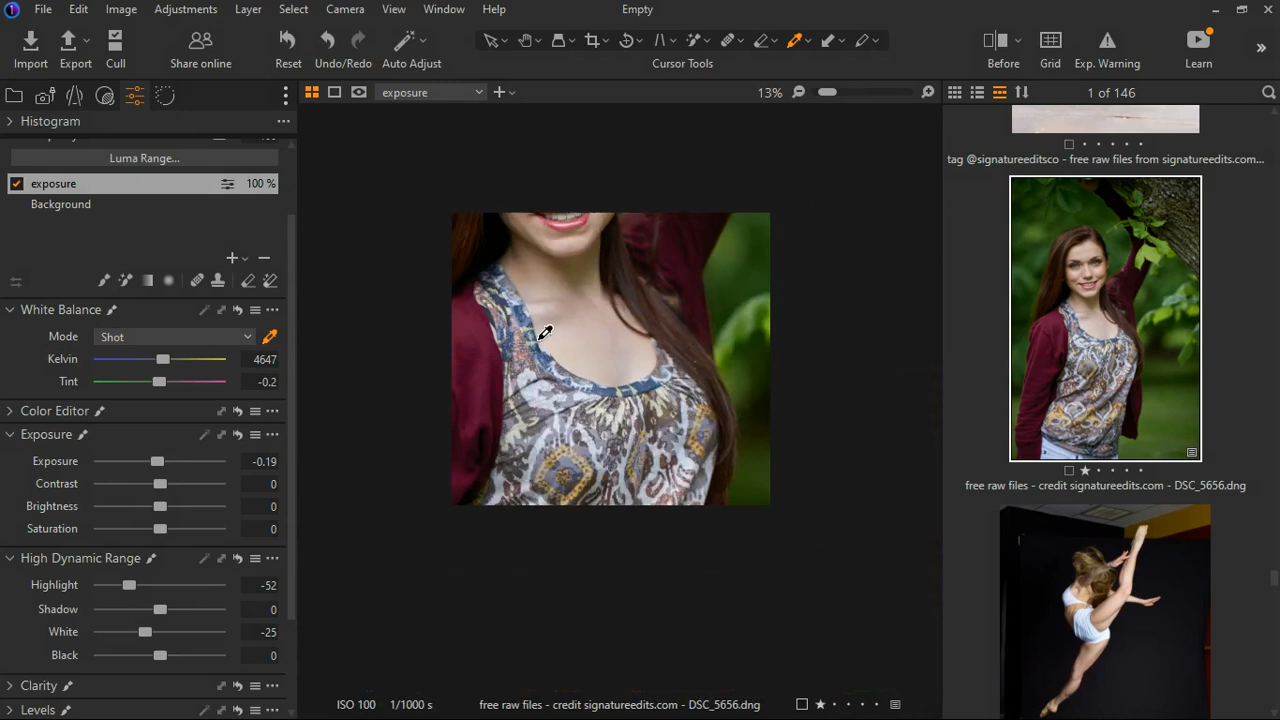 File Edit Image Adjustments Layer Select Camera View Window Help Empty
Import Export Cull Share online Reset Undo/Redo Auto Adjust Cursor Tools Before Grid Exp. Warning Learn
exposure 13% 1 of 146
Histogram
Luma Range...
exposure 100 %
Background
White Balance
Mode Shot
Kelvin 4647
Tint -0.2
Color Editor
Exposure
Exposure -0.19
Contrast 0
Brightness 0
Saturation 0
High Dynamic Range
Highlight -52
Shadow 0
White -25
Black 0
Clarity
Levels
ISO 100 1/1000 s free raw files - credit signatureedits.com - DSC_5656.dng
tag @signatureeditsco - free raw files from signatureedits.com...
free raw files - credit signatureedits.com - DSC_5656.dng